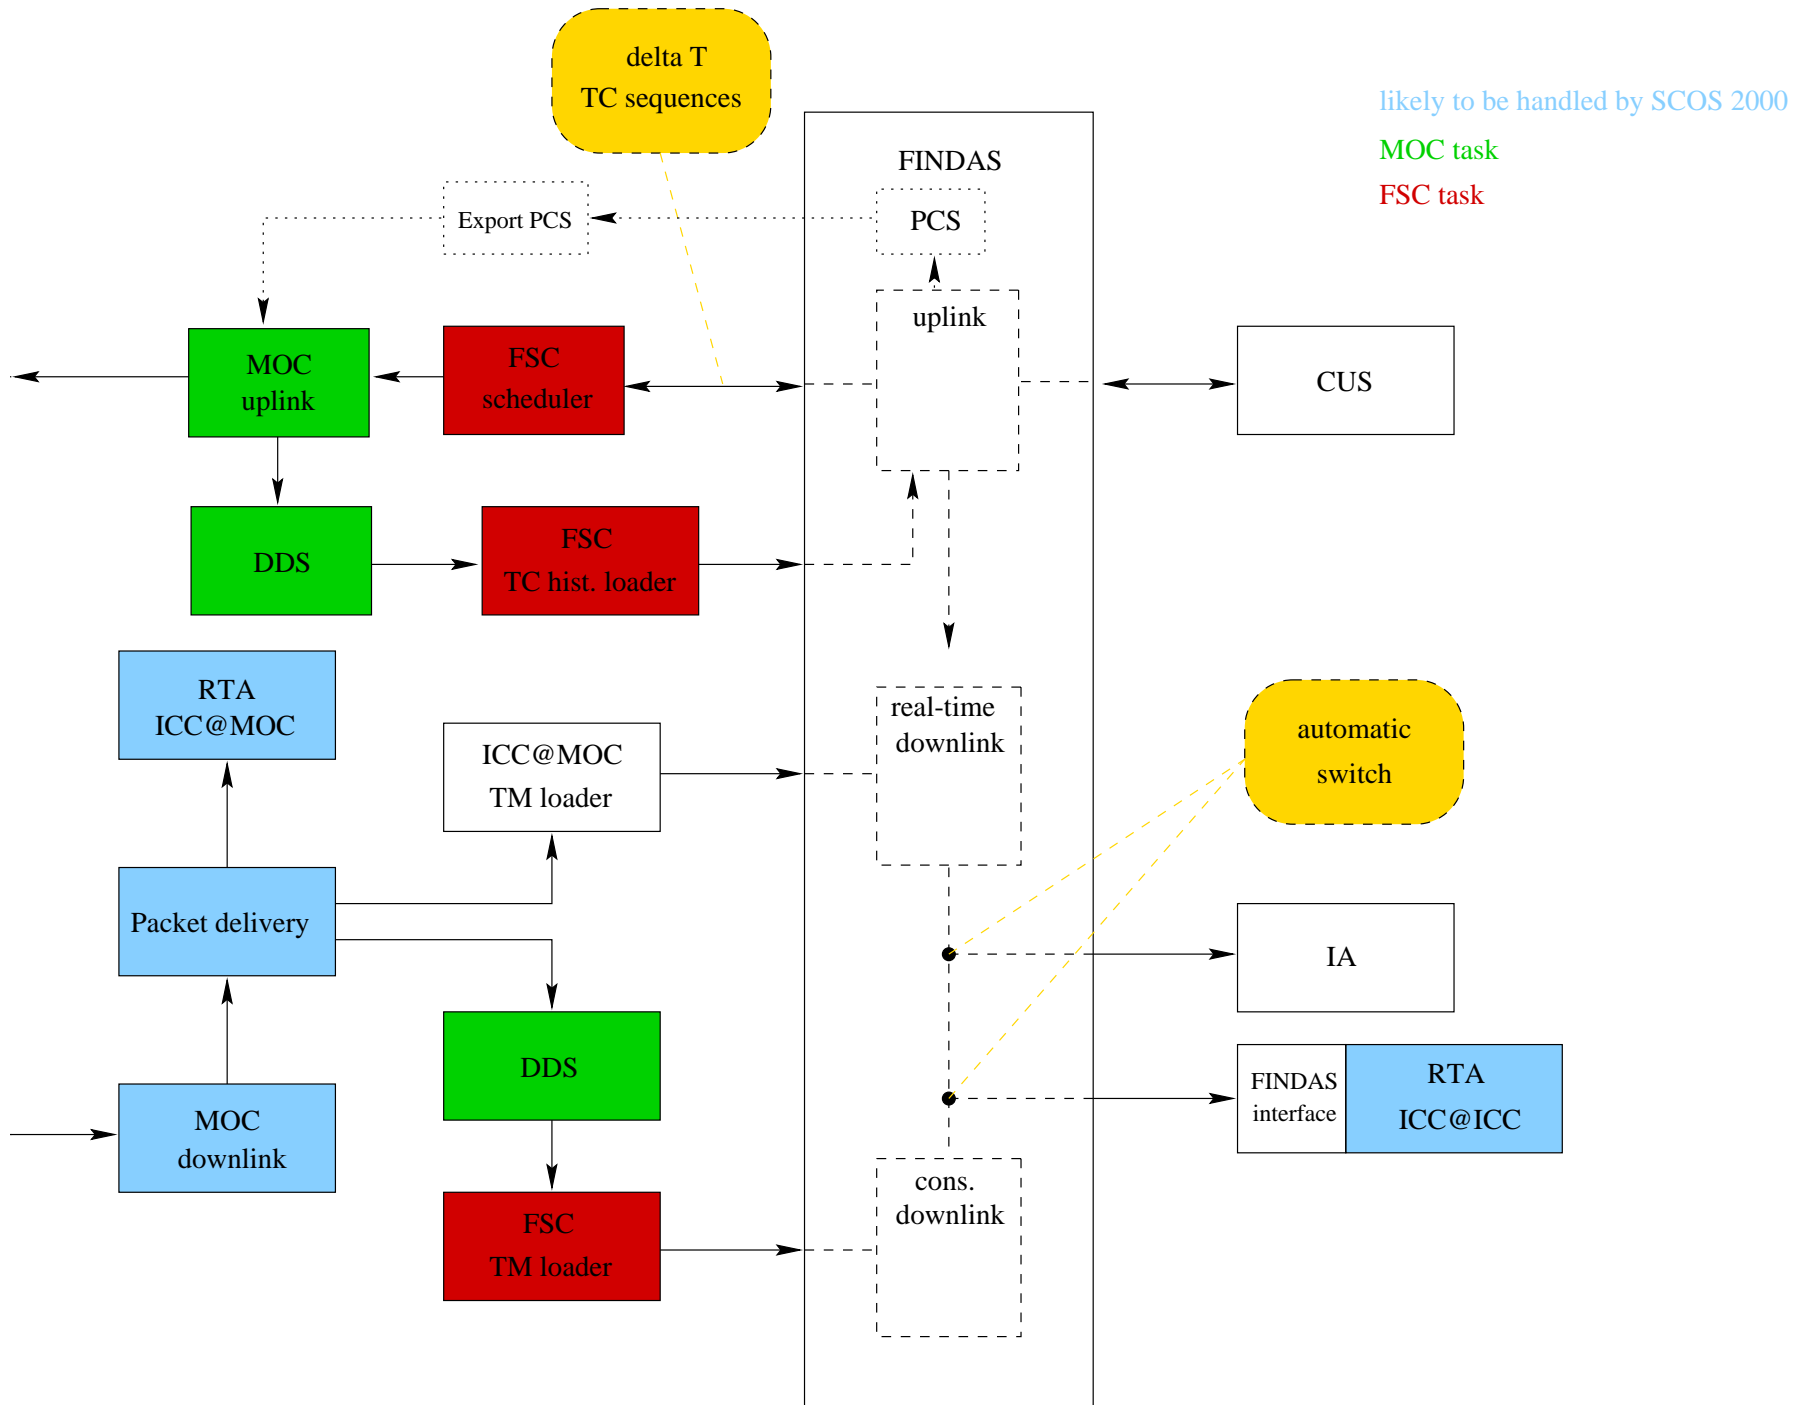 delta T
TC sequences
likely to be handled by SCOS 2000
MOC task
FSC task
FINDAS
Export PCS
PCS
uplink
MOC
uplink
FSC
scheduler
CUS
DDS
FSC
TC hist. loader
RTA
ICC@MOC
ICC@MOC
TM loader
real-time
downlink
automatic
switch
Packet delivery
IA
DDS
FINDAS
interface
RTA
ICC@ICC
MOC
downlink
cons.
downlink
FSC
TM loader